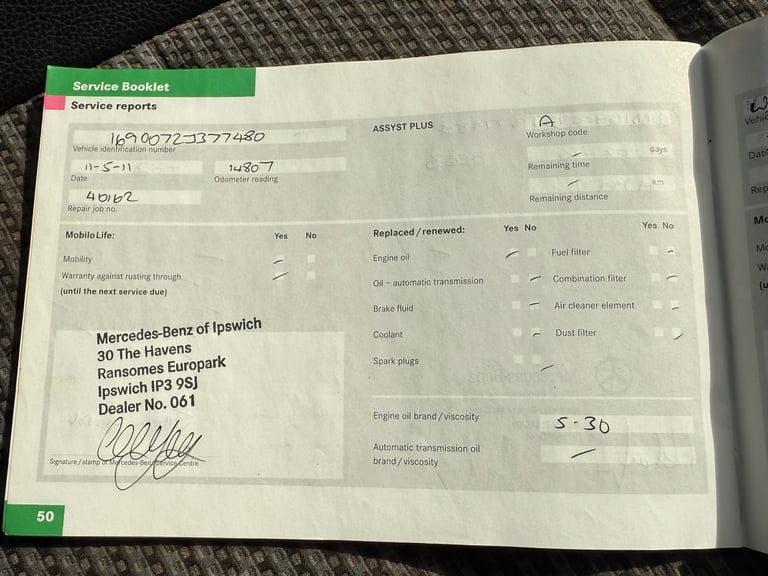 Service Booklet
Service reports
1690072J377480
Vehicle identification number
11-5-11
14807
Date
Odometer reading
40162
Repair job no.
ASSYST PLUS
A
Workshop code
days
Remaining time
km
Remaining distance
MobiloLife:
Yes No
Mobility
Warranty against rusting through
(until the next service due)
Replaced / renewed:
Yes No
Yes No
Engine oil
Fuel filter
Oil – automatic transmission
Combination filter
Brake fluid
Air cleaner element
Coolant
Dust filter
Spark plugs
Mercedes-Benz of Ipswich
30 The Havens
Ransomes Europark
Ipswich IP3 9SJ
Dealer No. 061
Signature / stamp of Mercedes-Benz Service Centre
Engine oil brand / viscosity
5-30
Automatic transmission oil
brand / viscosity
50